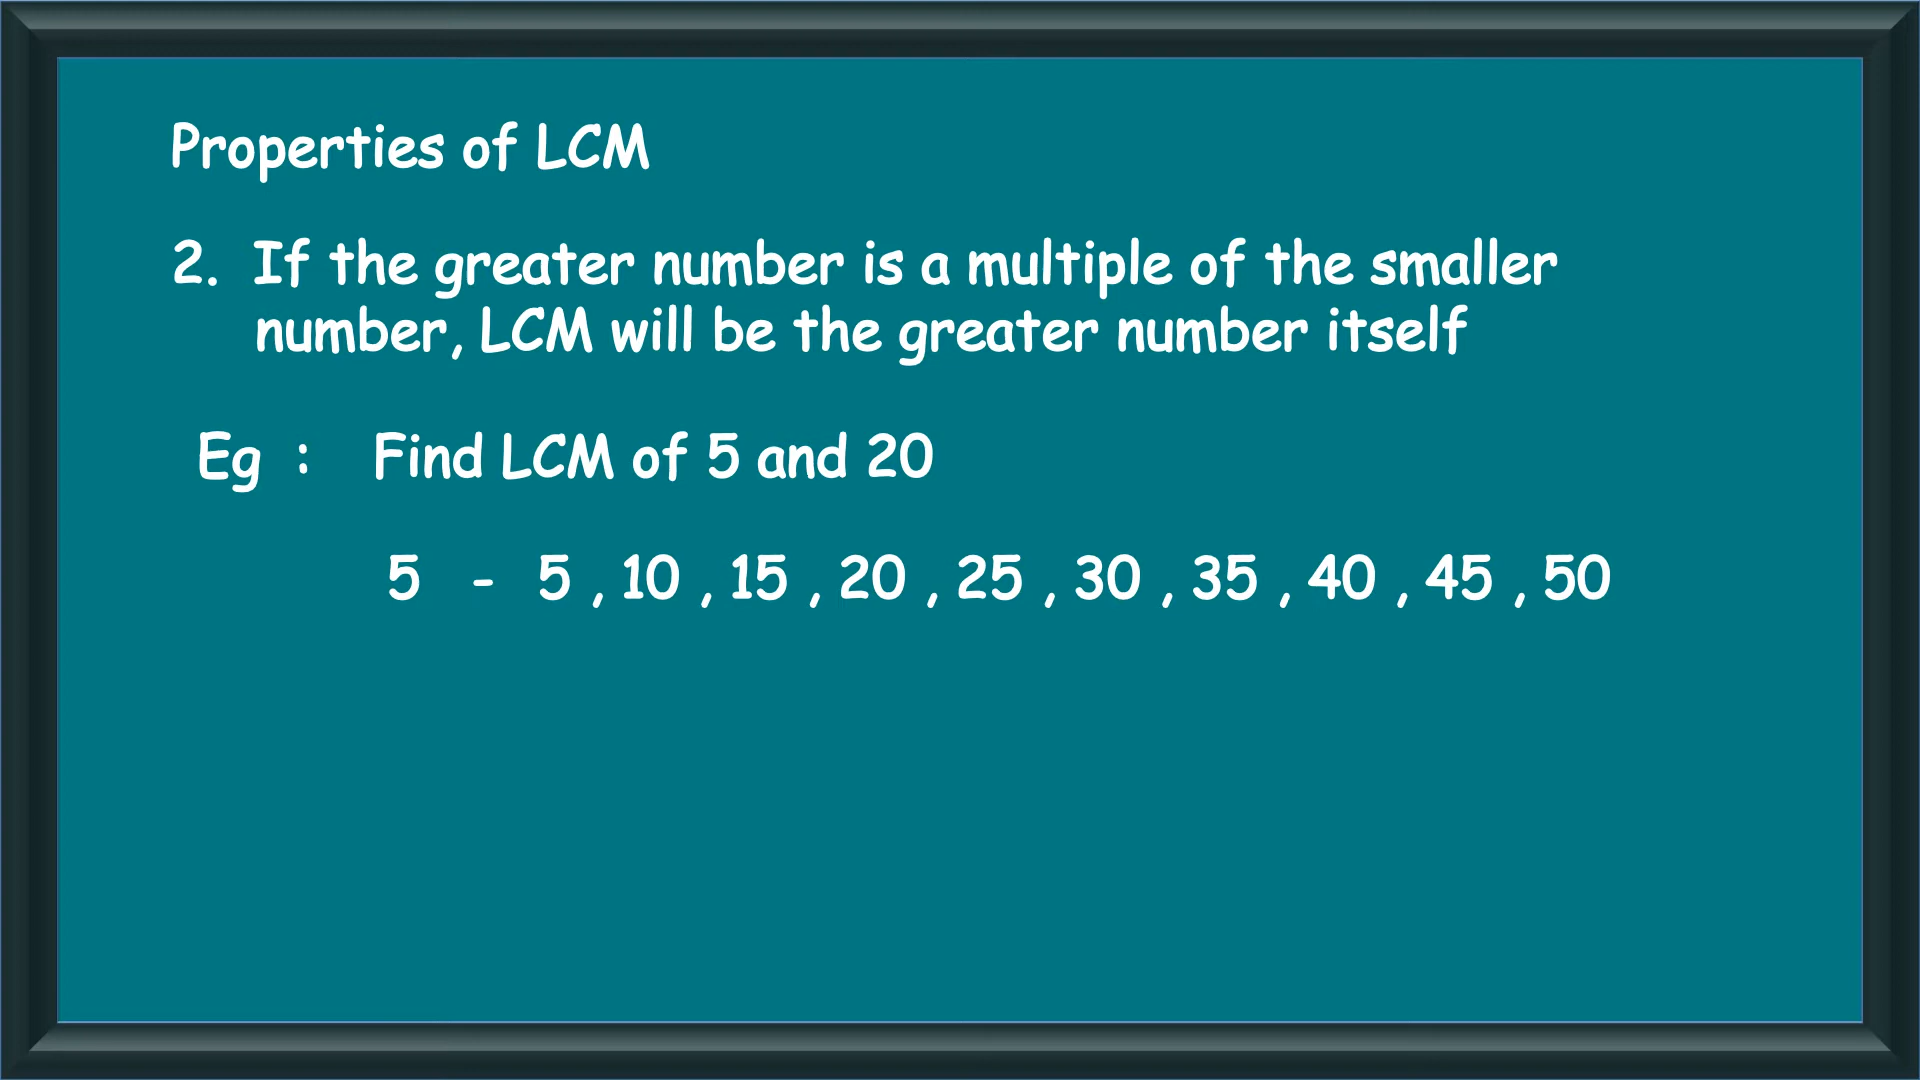 Properties of LCM
2. If the greater number is a multiple of the smaller
number, LCM will be the greater number itself
Eg : Find LCM of 5 and 20
5 - 5 , 10 , 15 , 20 , 25 , 30 , 35 , 40 , 45 , 50